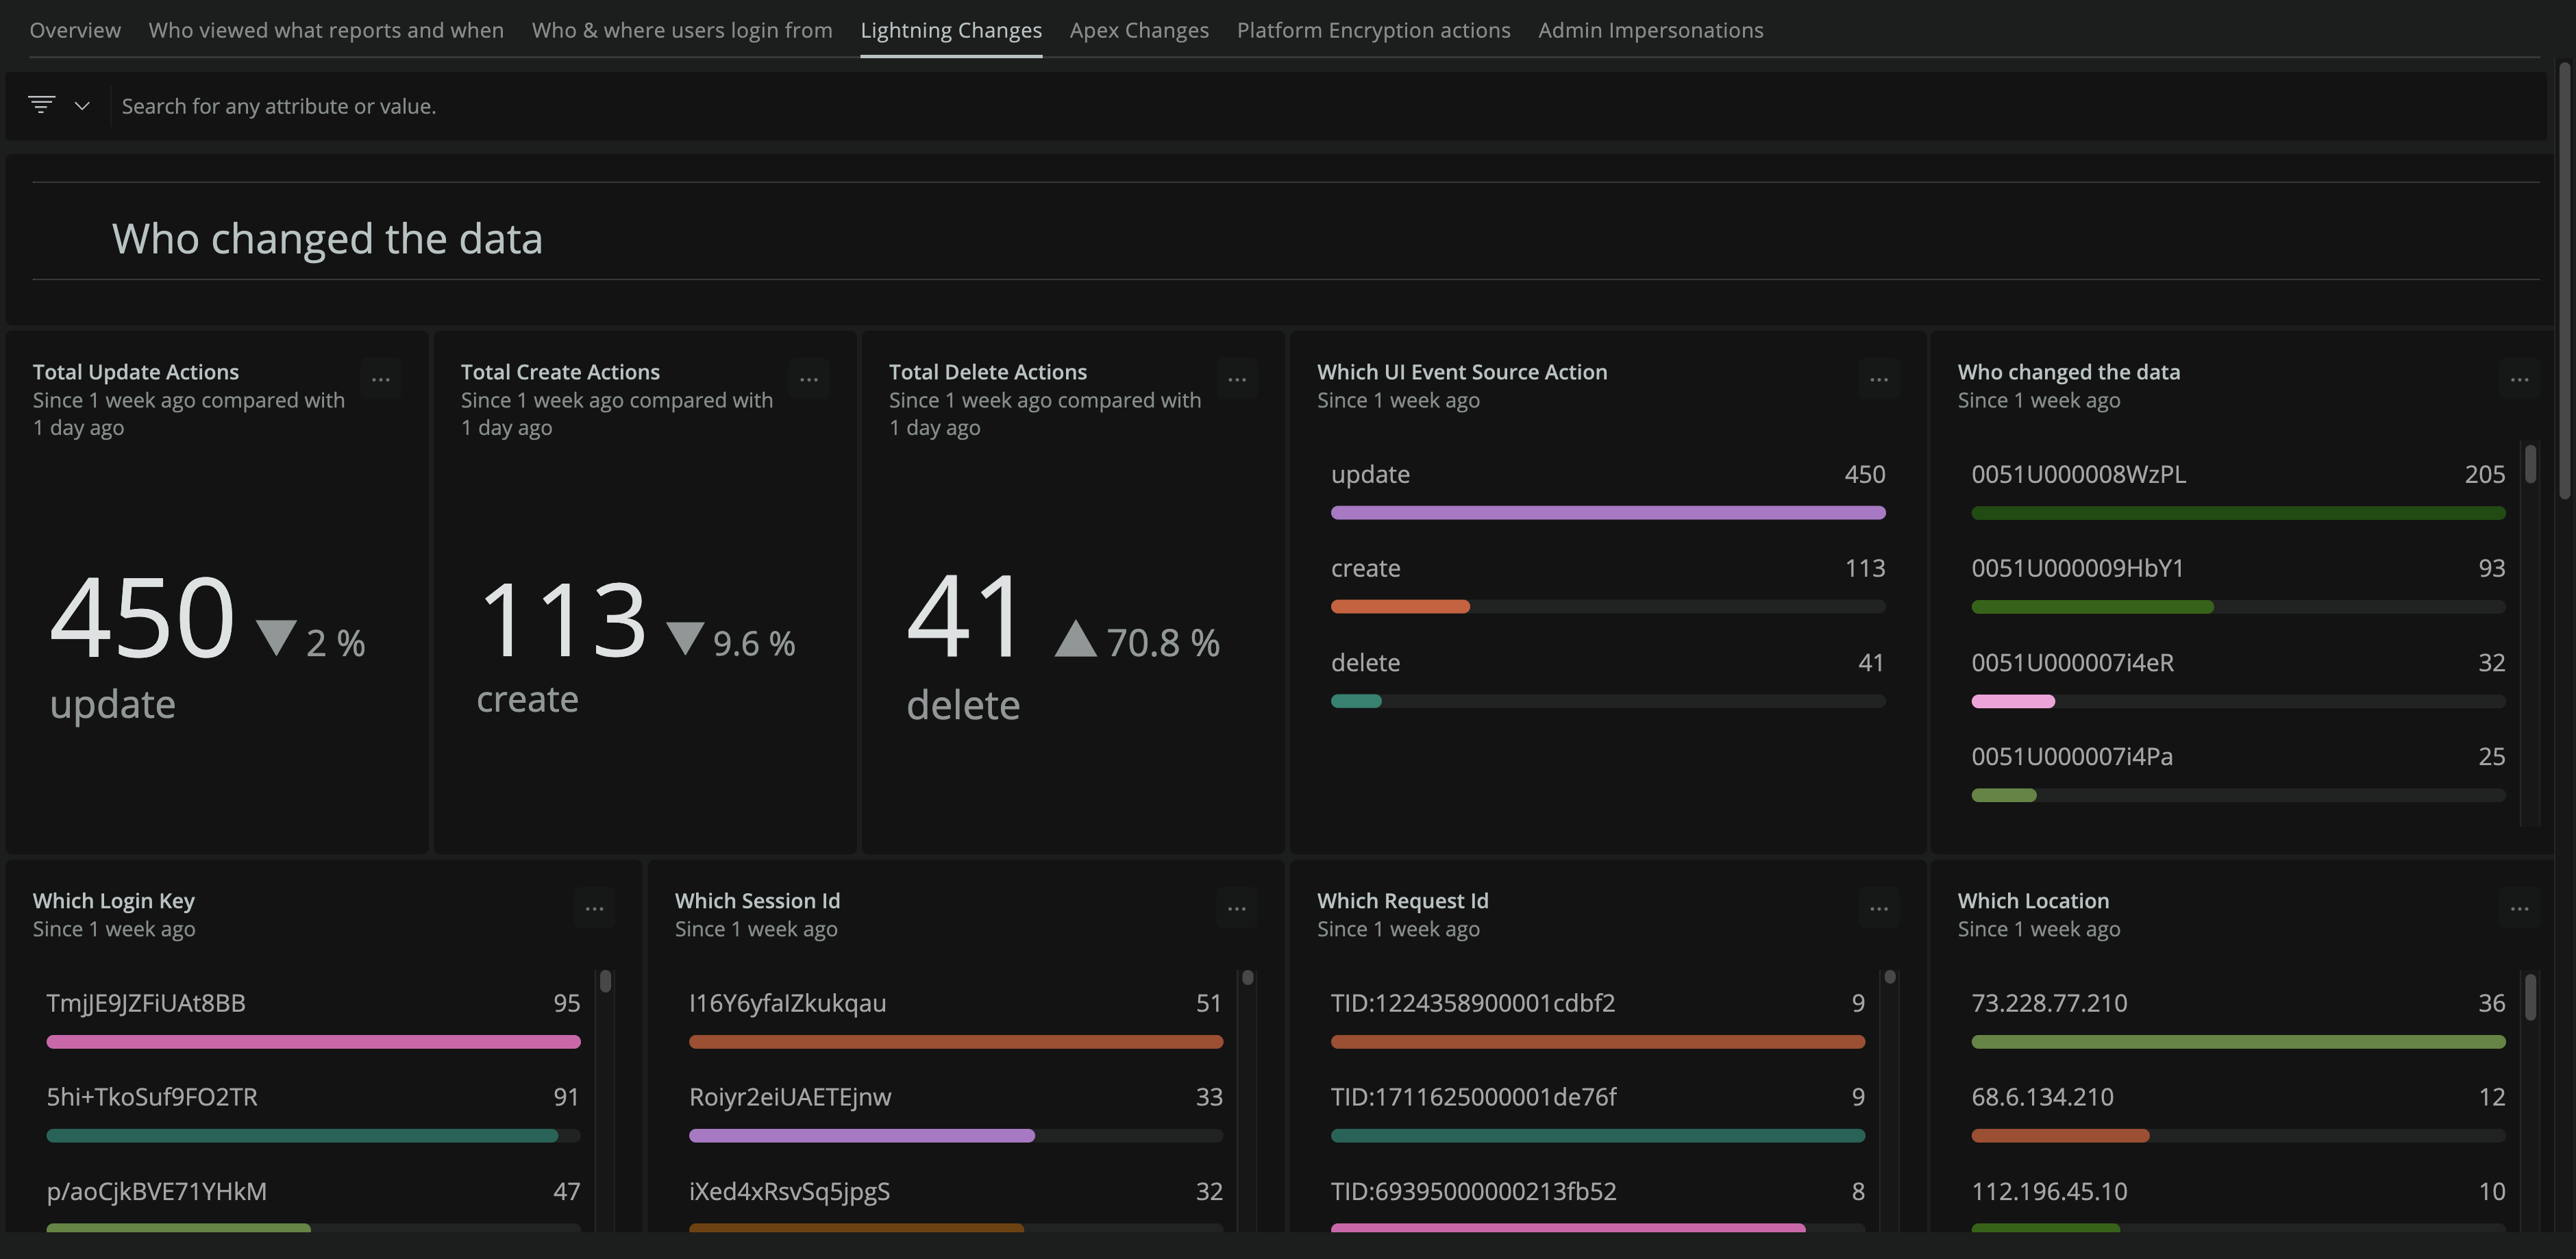 Overview Who viewed what reports and when Who & where users login from Lightning Changes Apex Changes Platform Encryption actions Admin Impersonations
Search for any attribute or value.
Who changed the data
Total Update Actions
Since 1 week ago compared with
1 day ago
450 ▼ 2 %
update
Total Create Actions
Since 1 week ago compared with
1 day ago
113 ▼ 9.6 %
create
Total Delete Actions
Since 1 week ago compared with
1 day ago
41 ▲ 70.8 %
delete
Which UI Event Source Action
Since 1 week ago
update 450
create 113
delete 41
Who changed the data
Since 1 week ago
0051U000008WzPL 205
0051U000009HbY1 93
0051U000007i4eR 32
0051U000007i4Pa 25
Which Login Key
Since 1 week ago
TmjJE9JZFiUAt8BB 95
5hi+TkoSuf9FO2TR 91
p/aoCjkBVE71YHkM 47
Which Session Id
Since 1 week ago
I16Y6yfaIZkukqau 51
Roiyr2eiUAETEjnw 33
iXed4xRsvSq5jpgS 32
Which Request Id
Since 1 week ago
TID:1224358900001cdbf2 9
TID:1711625000001de76f 9
TID:69395000000213fb52 8
Which Location
Since 1 week ago
73.228.77.210 36
68.6.134.210 12
112.196.45.10 10